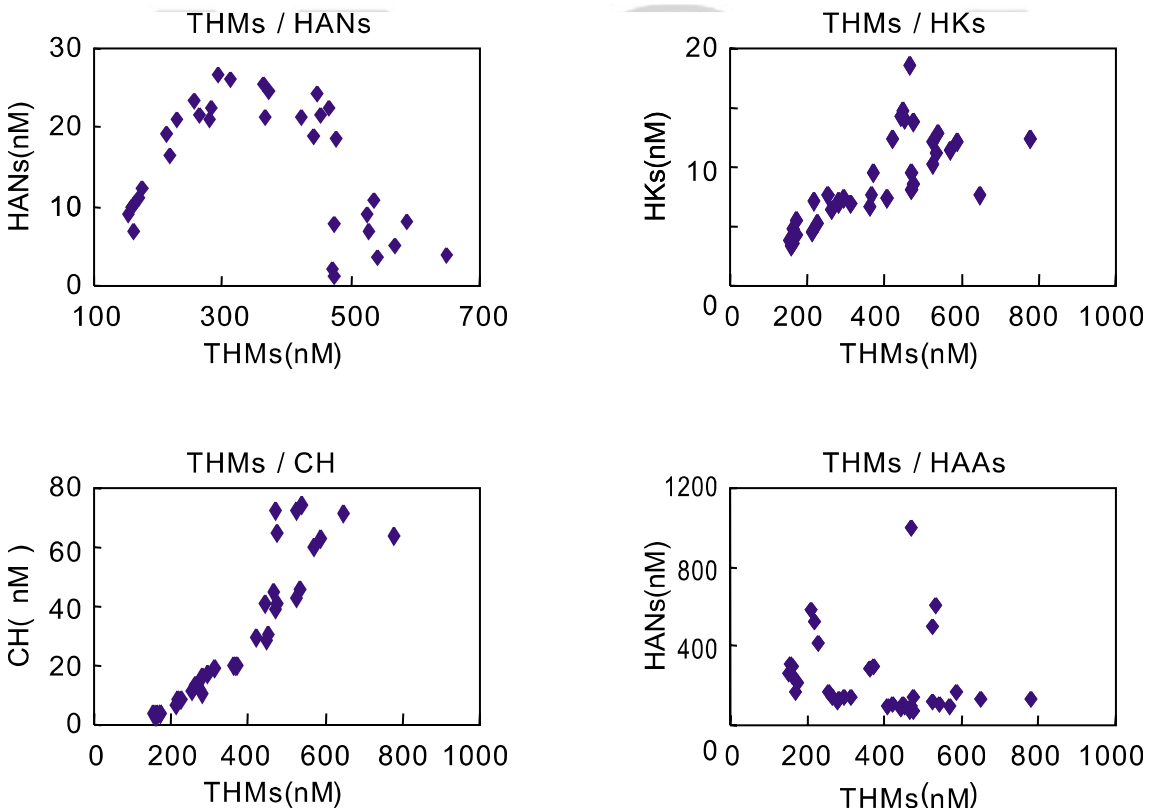 THMs / HANs
30
20
10
0
HANs(nM)
100 300 500 700
THMs(nM)
THMs / HKs
20
10
0
HKs(nM)
0 200 400 600 800 1000
THMs(nM)
THMs / CH
80
60
40
20
0
CH( nM )
0 200 400 600 800 1000
THMs(nM)
THMs / HAAs
1200
800
400
0
HANs(nM)
0 200 400 600 800 1000
THMs(nM)